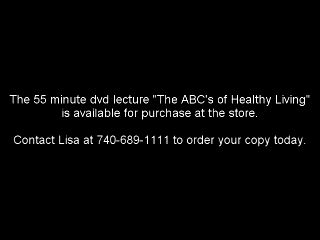 The 55 minute dvd lecture "The ABC's of Healthy Living"
is available for purchase at the store.
Contact Lisa at 740-689-1111 to order your copy today.